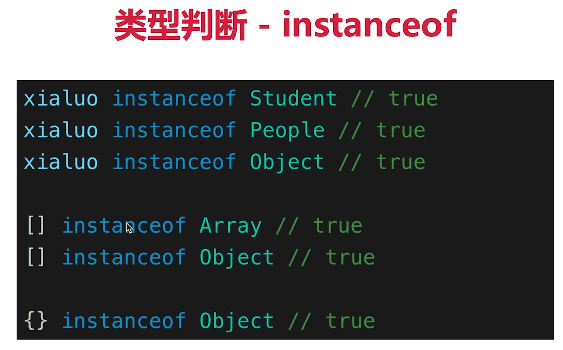 类型判断 - instanceof
xialuo instanceof Student // true
xialuo instanceof People // true
xialuo instanceof Object // true
[] instanceof Array // true
[] instanceof Object // true
{} instanceof Object // true